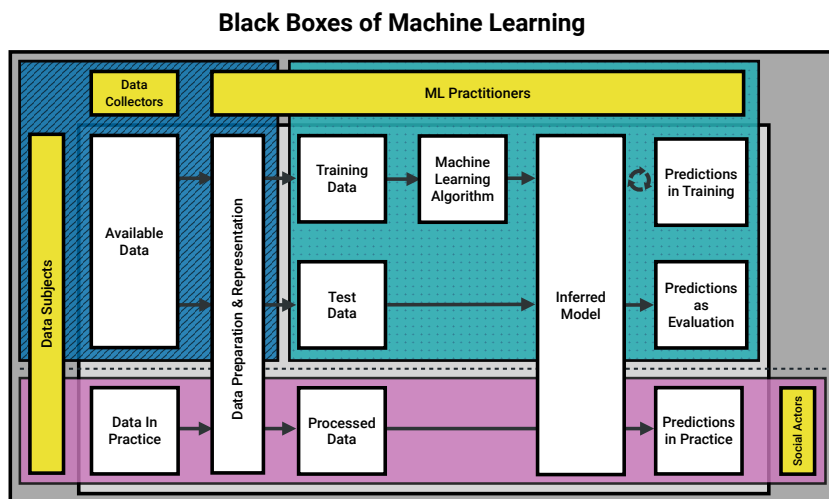 Black Boxes of Machine Learning
Data
Collectors
ML Practitioners
Data Subjects
Available
Data
Data Preparation & Representation
Training
Data
Machine
Learning
Algorithm
Inferred
Model
Predictions
in Training
Test
Data
Predictions
as
Evaluation
Data In
Practice
Processed
Data
Predictions
in Practice
Social Actors